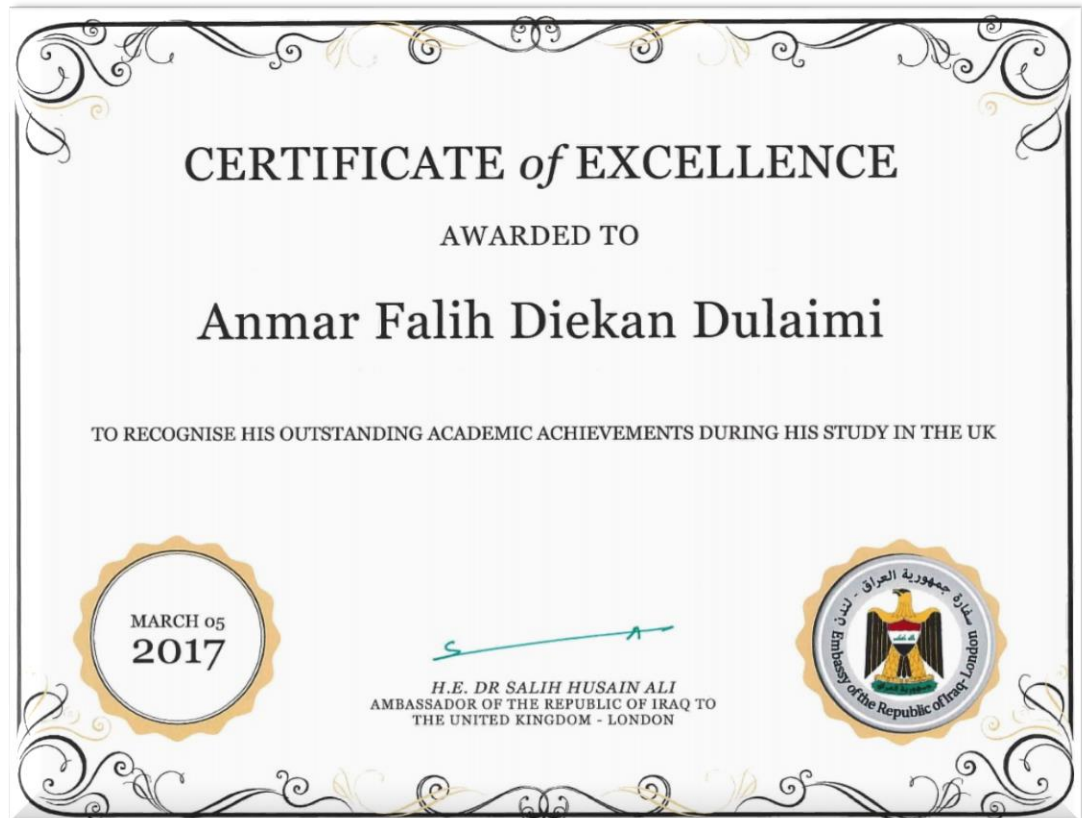 CERTIFICATE of EXCELLENCE
AWARDED TO
Anmar Falih Diekan Dulaimi
TO RECOGNISE HIS OUTSTANDING ACADEMIC ACHIEVEMENTS DURING HIS STUDY IN THE UK
MARCH 05
2017
S A
H.E. DR SALIH HUSAIN ALI
AMBASSADOR OF THE REPUBLIC OF IRAQ TO
THE UNITED KINGDOM - LONDON
سفارة جمهورية العراق - لندن
Embassy of the Republic of Iraq- London